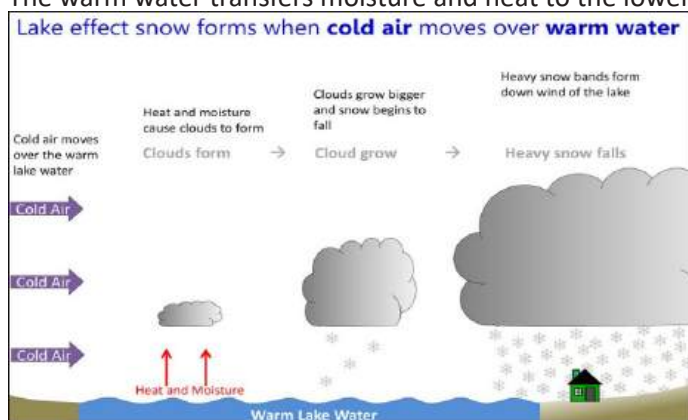 The warm water transfers moisture and heat to the lower
Lake effect snow forms when cold air moves over warm water
Cold air moves
over the warm
lake water
Heat and moisture
cause clouds to form
Clouds grow bigger
and snow begins to
fall
Heavy snow bands form
down wind of the lake
Clouds form → Cloud grow → Heavy snow falls
Cold Air
Cold Air
Cold Air
Heat and Moisture
Warm Lake Water